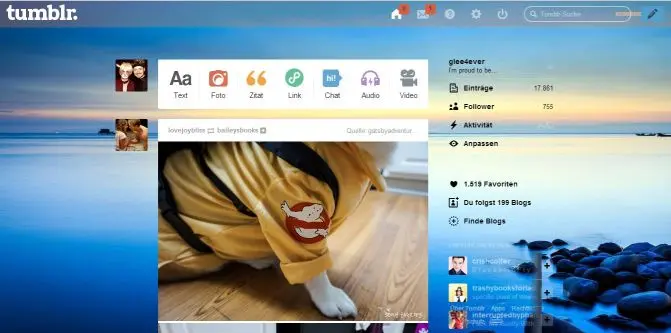 tumblr.
Tumblr Suche
Aa
Text
Foto
Zitat
Link
hi!
Chat
Audio
Video
lovejoybliss baileysbooks
Quelle: gatsbyadventur
glee4ever
I'm proud to be...
Einträge 17.861
Follower 755
Aktivität
Anpassen
1.519 Favoriten
Du folgst 199 Blogs
Finde Blogs
crishcolfer
trashybooksforla
Über Tumblr Apps
interruptedbypha